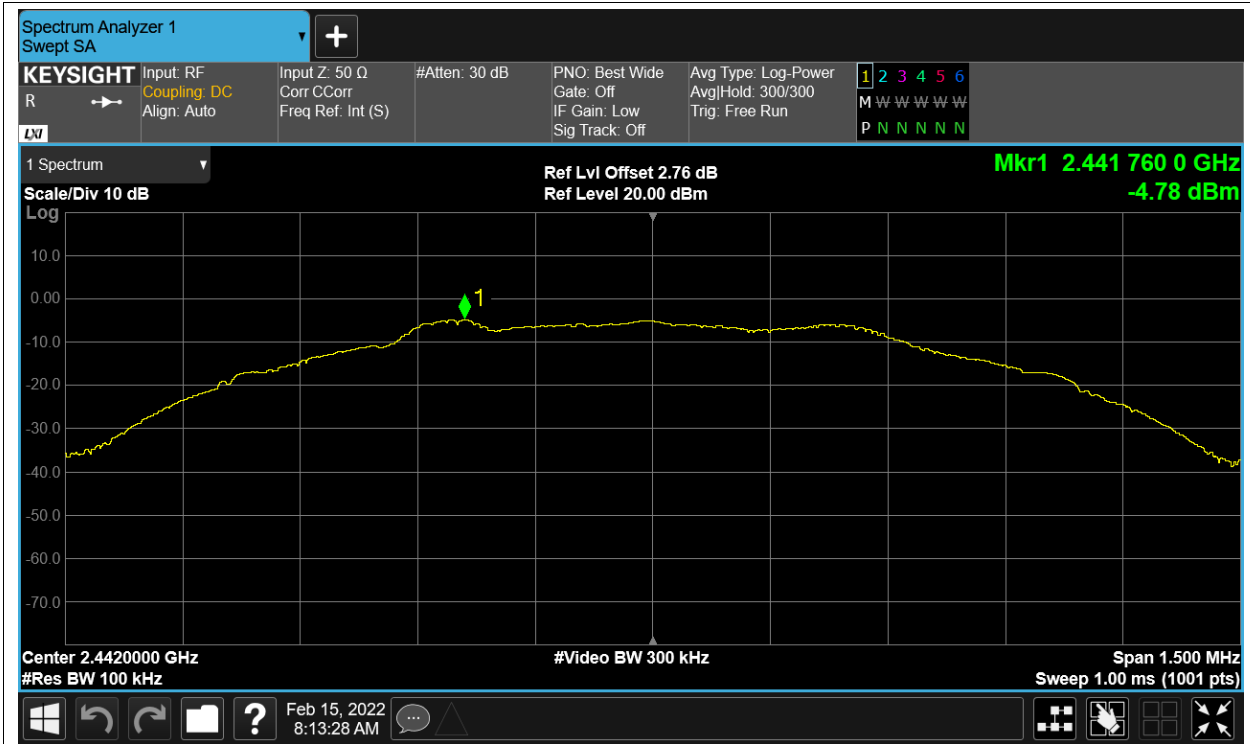 Spectrum Analyzer 1
Swept SA
KEYSIGHT
R
LXI
Input: RF
Coupling: DC
Align: Auto
Input Z: 50 Ω
Corr CCorr
Freq Ref: Int (S)
#Atten: 30 dB
PNO: Best Wide
Gate: Off
IF Gain: Low
Sig Track: Off
Avg Type: Log-Power
Avg|Hold: 300/300
Trig: Free Run
1 2 3 4 5 6
M W W W W W
P N N N N N
1 Spectrum
Scale/Div 10 dB
Log
Ref Lvl Offset 2.76 dB
Ref Level 20.00 dBm
Mkr1 2.441 760 0 GHz
-4.78 dBm
10.0
0.00
1
-10.0
-20.0
-30.0
-40.0
-50.0
-60.0
-70.0
Center 2.4420000 GHz
#Video BW 300 kHz
Span 1.500 MHz
#Res BW 100 kHz
Sweep 1.00 ms (1001 pts)
?
Feb 15, 2022
8:13:28 AM